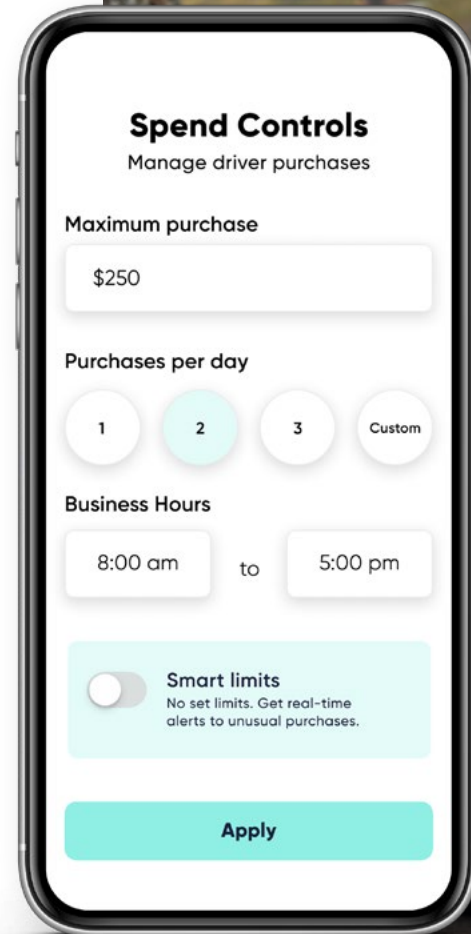 Spend Controls
Manage driver purchases
Maximum purchase
$250
Purchases per day
1 2 3 Custom
Business Hours
8:00 am to 5:00 pm
Smart limits
No set limits. Get real-time
alerts to unusual purchases.
Apply